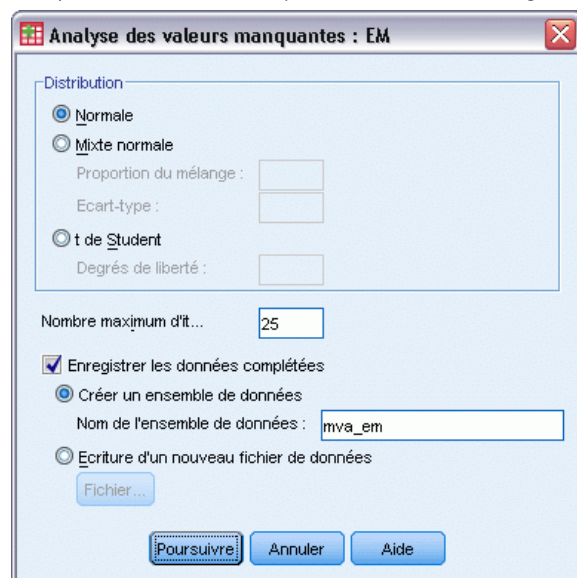 Analyse des valeurs manquantes : EM
Distribution
Normale
Mixte normale
Proportion du mélange :
Ecart-type :
t de Student
Degrés de liberté :
Nombre maximum d'it... 25
Enregistrer les données complétées
Créer un ensemble de données
Nom de l'ensemble de données : mva_em
Ecriture d'un nouveau fichier de données
Fichier...
Poursuivre Annuler Aide